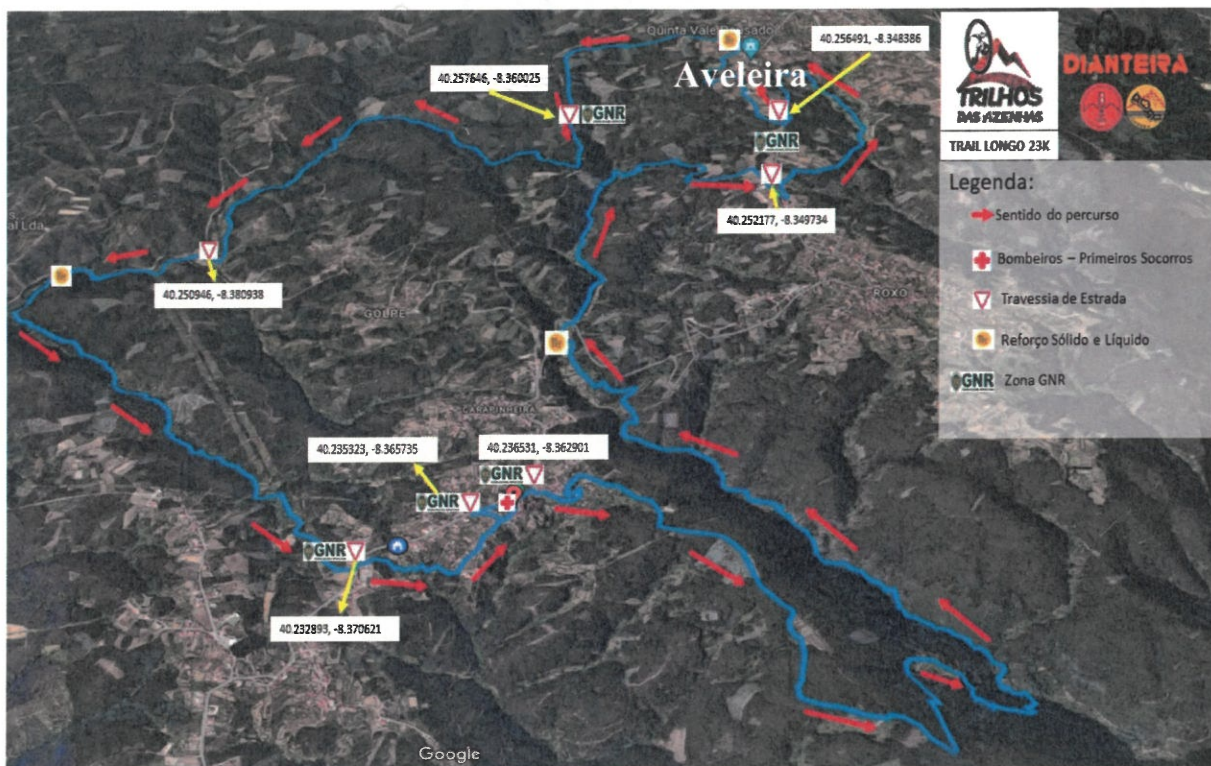 Quinta Vale
40.256491, -8.348386
40.257646, -8.360025
Aveleira
GNR
GNR
40.252177, -8.349734
al Lda
40.250946, -8.380938
GOLPE
ROXO
CARAPINHEIRA
40.235323, -8.365735
40.236531, -8.362901
GNR
GNR
GNR
40.232893, -8.370621
Google
TRILHOS
DAS AZENHAS
TRAIL LONGO 23K
DIANTEIRA
Legenda:
Sentido do percurso
Bombeiros – Primeiros Socorros
Travessia de Estrada
Reforço Sólido e Líquido
GNR Zona GNR